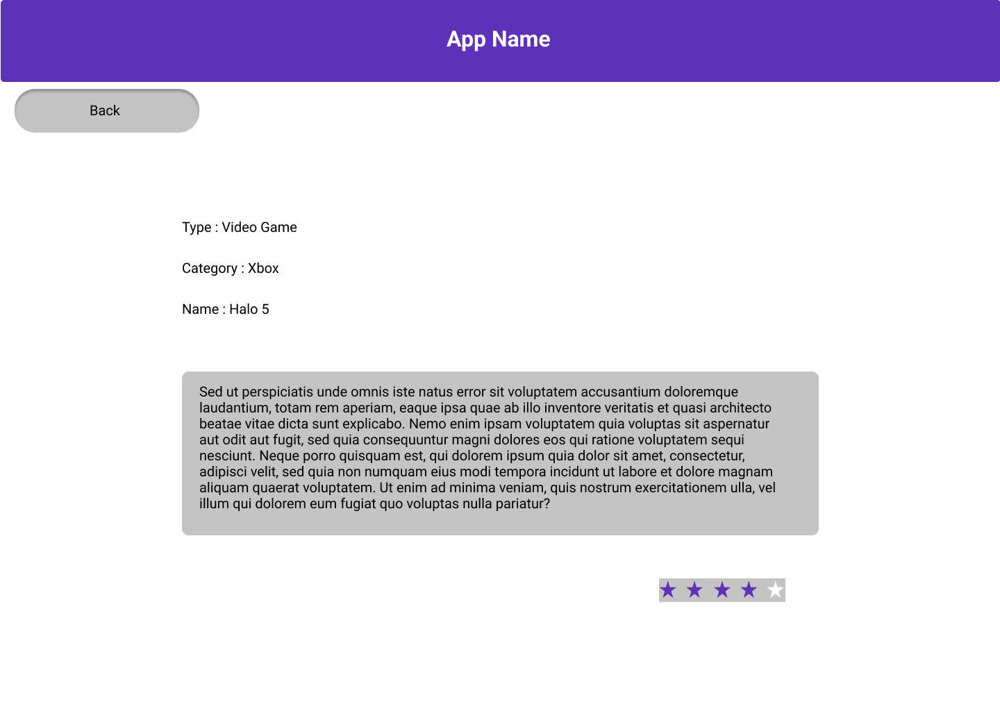 App Name
Back
Type : Video Game
Category : Xbox
Name : Halo 5
Sed ut perspiciatis unde omnis iste natus error sit voluptatem accusantium doloremque
laudantium, totam rem aperiam, eaque ipsa quae ab illo inventore veritatis et quasi architecto
beatae vitae dicta sunt explicabo. Nemo enim ipsam voluptatem quia voluptas sit aspernatur
aut odit aut fugit, sed quia consequuntur magni dolores eos qui ratione voluptatem sequi
nesciunt. Neque porro quisquam est, qui dolorem ipsum quia dolor sit amet, consectetur,
adipisci velit, sed quia non numquam eius modi tempora incidunt ut labore et dolore magnam
aliquam quaerat voluptatem. Ut enim ad minima veniam, quis nostrum exercitationem ulla, vel
illum qui dolorem eum fugiat quo voluptas nulla pariatur?